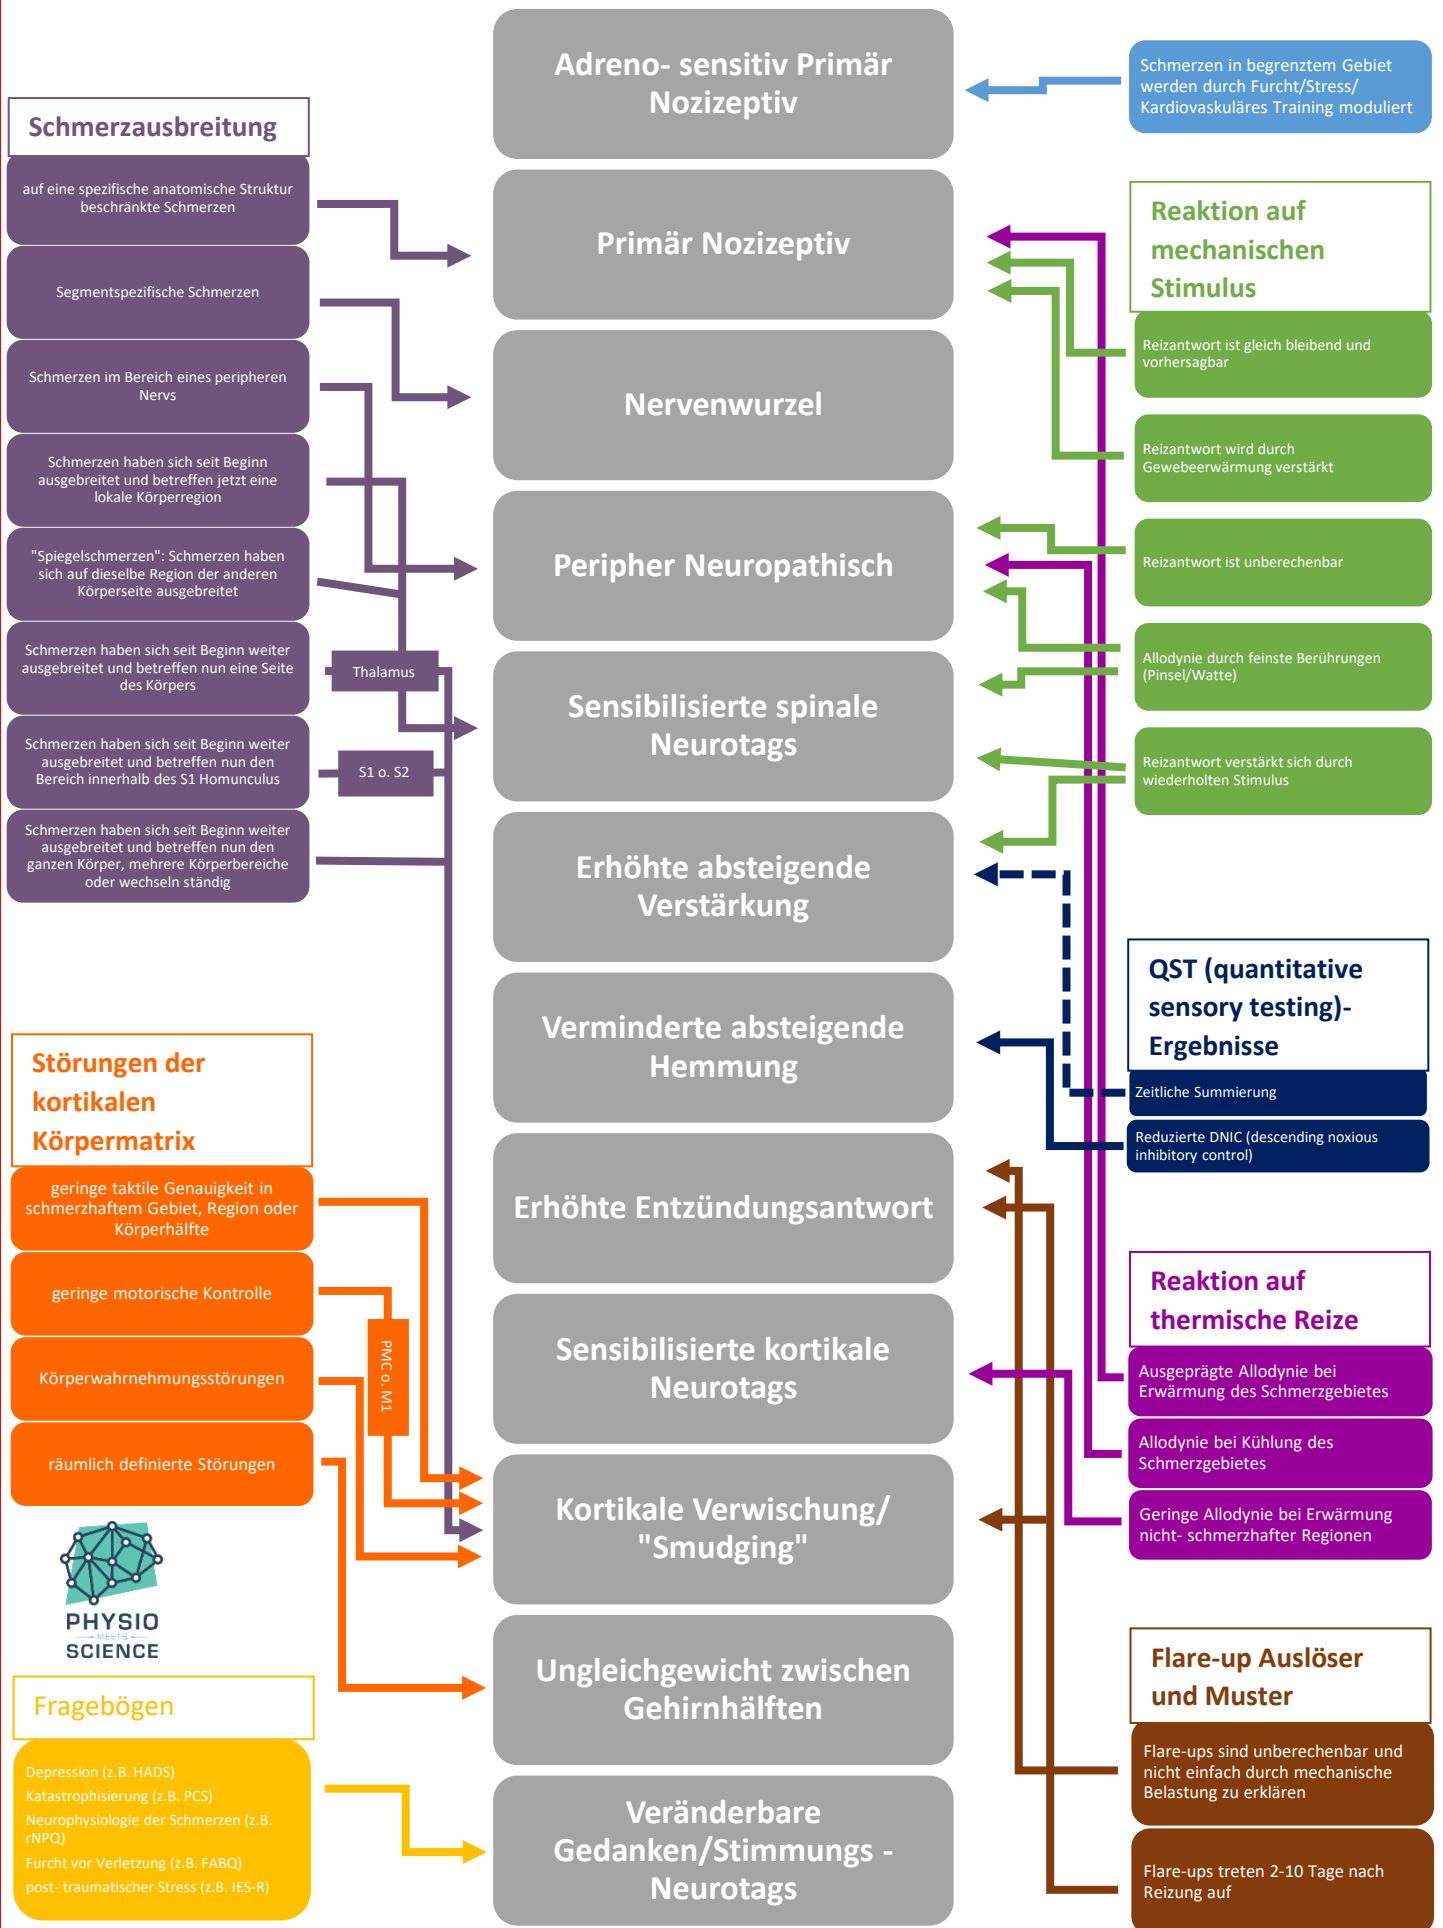 Schmerzausbreitung
auf eine spezifische anatomische Struktur
beschränkte Schmerzen
Segmentspezifische Schmerzen
Schmerzen im Bereich eines peripheren
Nervs
Schmerzen haben sich seit Beginn
ausgebreitet und betreffen jetzt eine
lokale Körperregion
"Spiegelschmerzen": Schmerzen haben
sich auf dieselbe Region der anderen
Körperseite ausgebreitet
Schmerzen haben sich seit Beginn weiter
ausgebreitet und betreffen nun eine Seite
des Körpers
Thalamus
Schmerzen haben sich seit Beginn weiter
ausgebreitet und betreffen nun den
Bereich innerhalb des S1 Homunculus
S1 o. S2
Schmerzen haben sich seit Beginn weiter
ausgebreitet und betreffen nun den
ganzen Körper, mehrere Körperbereiche
oder wechseln ständig
Störungen der
kortikalen
Körpermatrix
geringe taktile Genauigkeit in
schmerzhaftem Gebiet, Region oder
Körperhälfte
geringe motorische Kontrolle
PMC o. M1
Körperwahrnehmungsstörungen
räumlich definierte Störungen
PHYSIO
MEETS
SCIENCE
Fragebögen
Depression (z.B. HADS)
Katastrophisierung (z.B. PCS)
Neurophysiologie der Schmerzen (z.B.
rNPQ)
Furcht vor Verletzung (z.B. FABQ)
post- traumatischer Stress (z.B. IES-R)
Adreno- sensitiv Primär
Nozizeptiv
Primär Nozizeptiv
Nervenwurzel
Peripher Neuropathisch
Sensibilisierte spinale
Neurotags
Erhöhte absteigende
Verstärkung
Verminderte absteigende
Hemmung
Erhöhte Entzündungsantwort
Sensibilisierte kortikale
Neurotags
Kortikale Verwischung/
"Smudging"
Ungleichgewicht zwischen
Gehirnhälften
Veränderbare
Gedanken/Stimmungs -
Neurotags
Schmerzen in begrenztem Gebiet
werden durch Furcht/Stress/
Kardiovaskuläres Training moduliert
Reaktion auf
mechanischen
Stimulus
Reizantwort ist gleich bleibend und
vorhersagbar
Reizantwort wird durch
Gewebeerwärmung verstärkt
Reizantwort ist unberechenbar
Allodynie durch feinste Berührungen
(Pinsel/Watte)
Reizantwort verstärkt sich durch
wiederholten Stimulus
QST (quantitative
sensory testing)-
Ergebnisse
Zeitliche Summierung
Reduzierte DNIC (descending noxious
inhibitory control)
Reaktion auf
thermische Reize
Ausgeprägte Allodynie bei
Erwärmung des Schmerzgebietes
Allodynie bei Kühlung des
Schmerzgebietes
Geringe Allodynie bei Erwärmung
nicht- schmerzhafter Regionen
Flare-up Auslöser
und Muster
Flare-ups sind unberechenbar und
nicht einfach durch mechanische
Belastung zu erklären
Flare-ups treten 2-10 Tage nach
Reizung auf